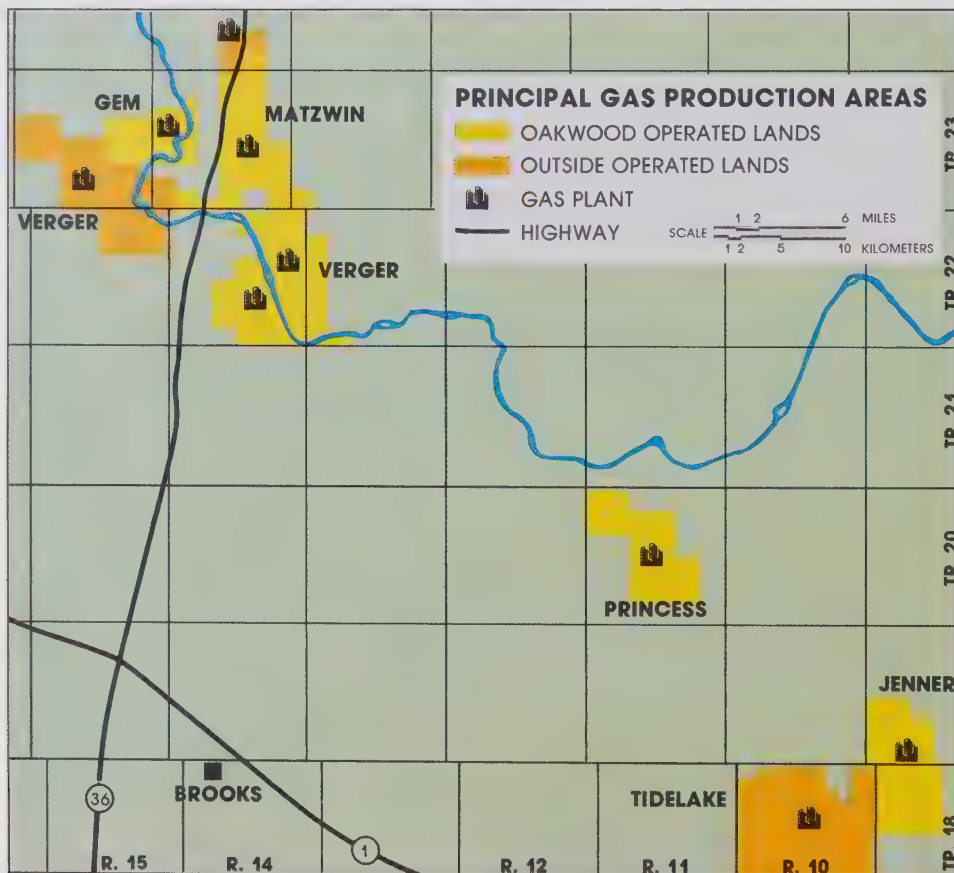 GEM
MATZWIN
VERGER
VERGER
PRINCIPAL GAS PRODUCTION AREAS
OAKWOOD OPERATED LANDS
OUTSIDE OPERATED LANDS
GAS PLANT
HIGHWAY
SCALE
1 2 6 MILES
1 2 5 10 KILOMETERS
TP. 23
TP. 22
TP. 21
TP. 20
PRINCESS
JENNER
BROOKS
TIDELAKE
36
1
R. 15
R. 14
R. 12
R. 11
R. 10
TP. 18